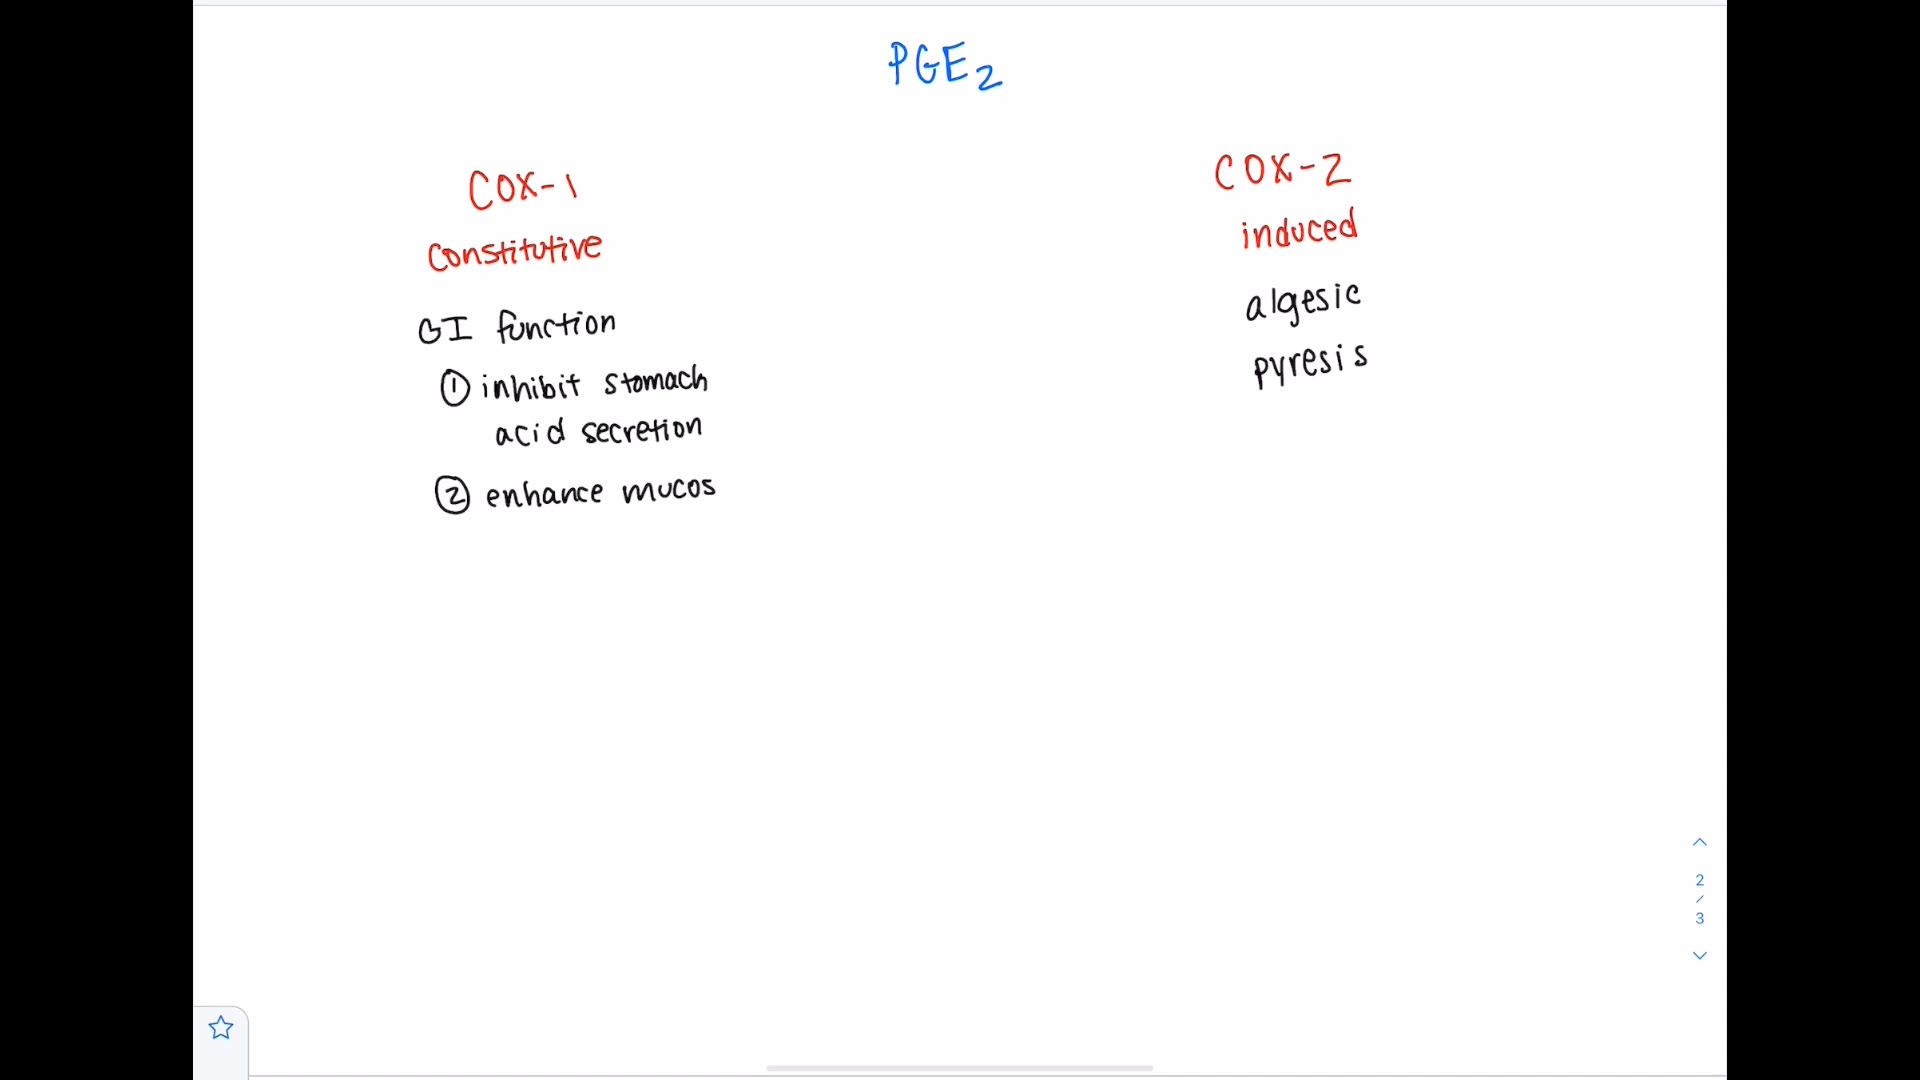 PGE2
COX-1
constitutive
GI function
① inhibit stomach
acid secretion
② enhance mucos
COX-2
induced
algesic
pyresis
2
/
3